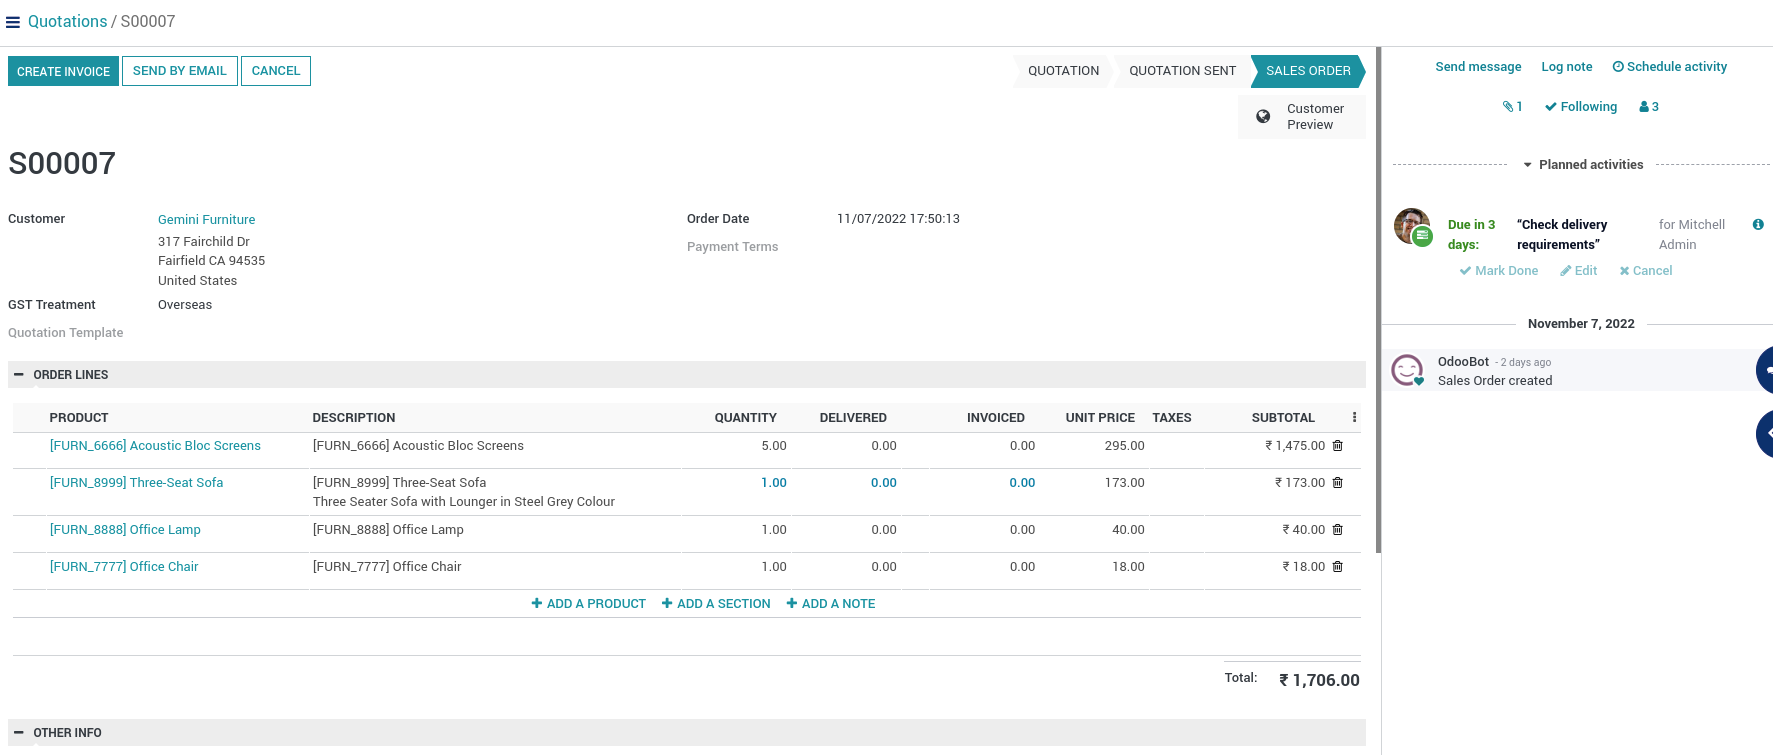 Quotations / S00007
CREATE INVOICE SEND BY EMAIL CANCEL
QUOTATION QUOTATION SENT SALES ORDER
Customer
Preview
S00007
Customer Gemini Furniture
317 Fairchild Dr
Fairfield CA 94535
United States
GST Treatment Overseas
Quotation Template
Order Date 11/07/2022 17:50:13
Payment Terms
ORDER LINES
PRODUCT DESCRIPTION QUANTITY DELIVERED INVOICED UNIT PRICE TAXES SUBTOTAL
[FURN_6666] Acoustic Bloc Screens [FURN_6666] Acoustic Bloc Screens 5.00 0.00 0.00 295.00 ₹ 1,475.00
[FURN_8999] Three-Seat Sofa [FURN_8999] Three-Seat Sofa 1.00 0.00 0.00 173.00 ₹ 173.00
Three Seater Sofa with Lounger in Steel Grey Colour
[FURN_8888] Office Lamp [FURN_8888] Office Lamp 1.00 0.00 0.00 40.00 ₹ 40.00
[FURN_7777] Office Chair [FURN_7777] Office Chair 1.00 0.00 0.00 18.00 ₹ 18.00
ADD A PRODUCT ADD A SECTION ADD A NOTE
Total: ₹ 1,706.00
OTHER INFO
Send message Log note Schedule activity
1 Following 3
Planned activities
Due in 3 “Check delivery for Mitchell
days: requirements” Admin
Mark Done Edit Cancel
November 7, 2022
OdooBot - 2 days ago
Sales Order created